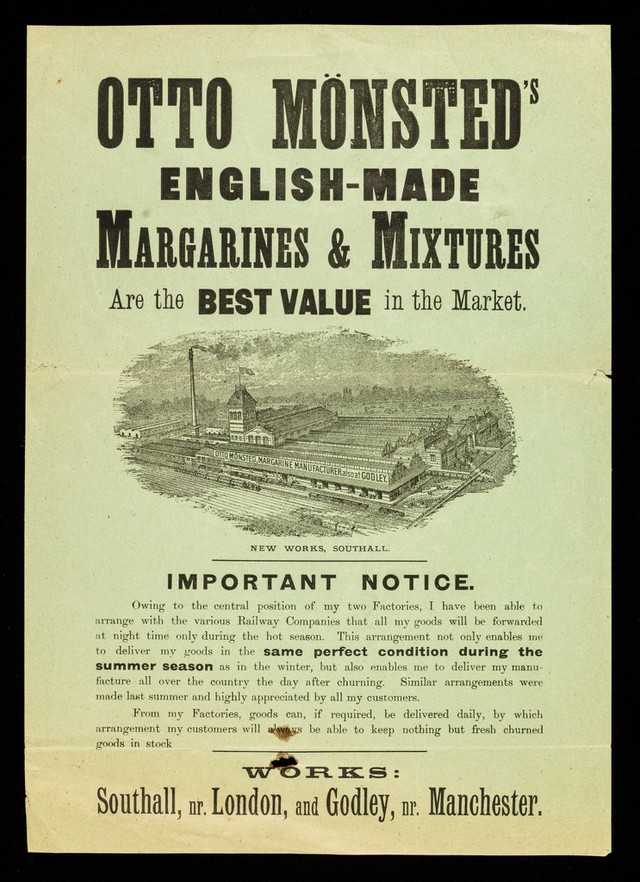 OTTO MÖNSTED'S
ENGLISH-MADE
MARGARINES & MIXTURES
Are the BEST VALUE in the Market.
OTTO MÖNSTED, MARGARINE MANUFACTURER also at GODLEY.
NEW WORKS, SOUTHALL.
IMPORTANT NOTICE.
Owing to the central position of my two Factories, I have been able to
arrange with the various Railway Companies that all my goods will be forwarded
at night time only during the hot season. This arrangement not only enables me
to deliver my goods in the same perfect condition during the
summer season as in the winter, but also enables me to deliver my manu-
facture all over the country the day after churning. Similar arrangements were
made last summer and highly appreciated by all my customers.
From my Factories, goods can, if required, be delivered daily, by which
arrangement my customers will always be able to keep nothing but fresh churned
goods in stock
WORKS:
Southall, nr. London, and Godley, nr. Manchester.